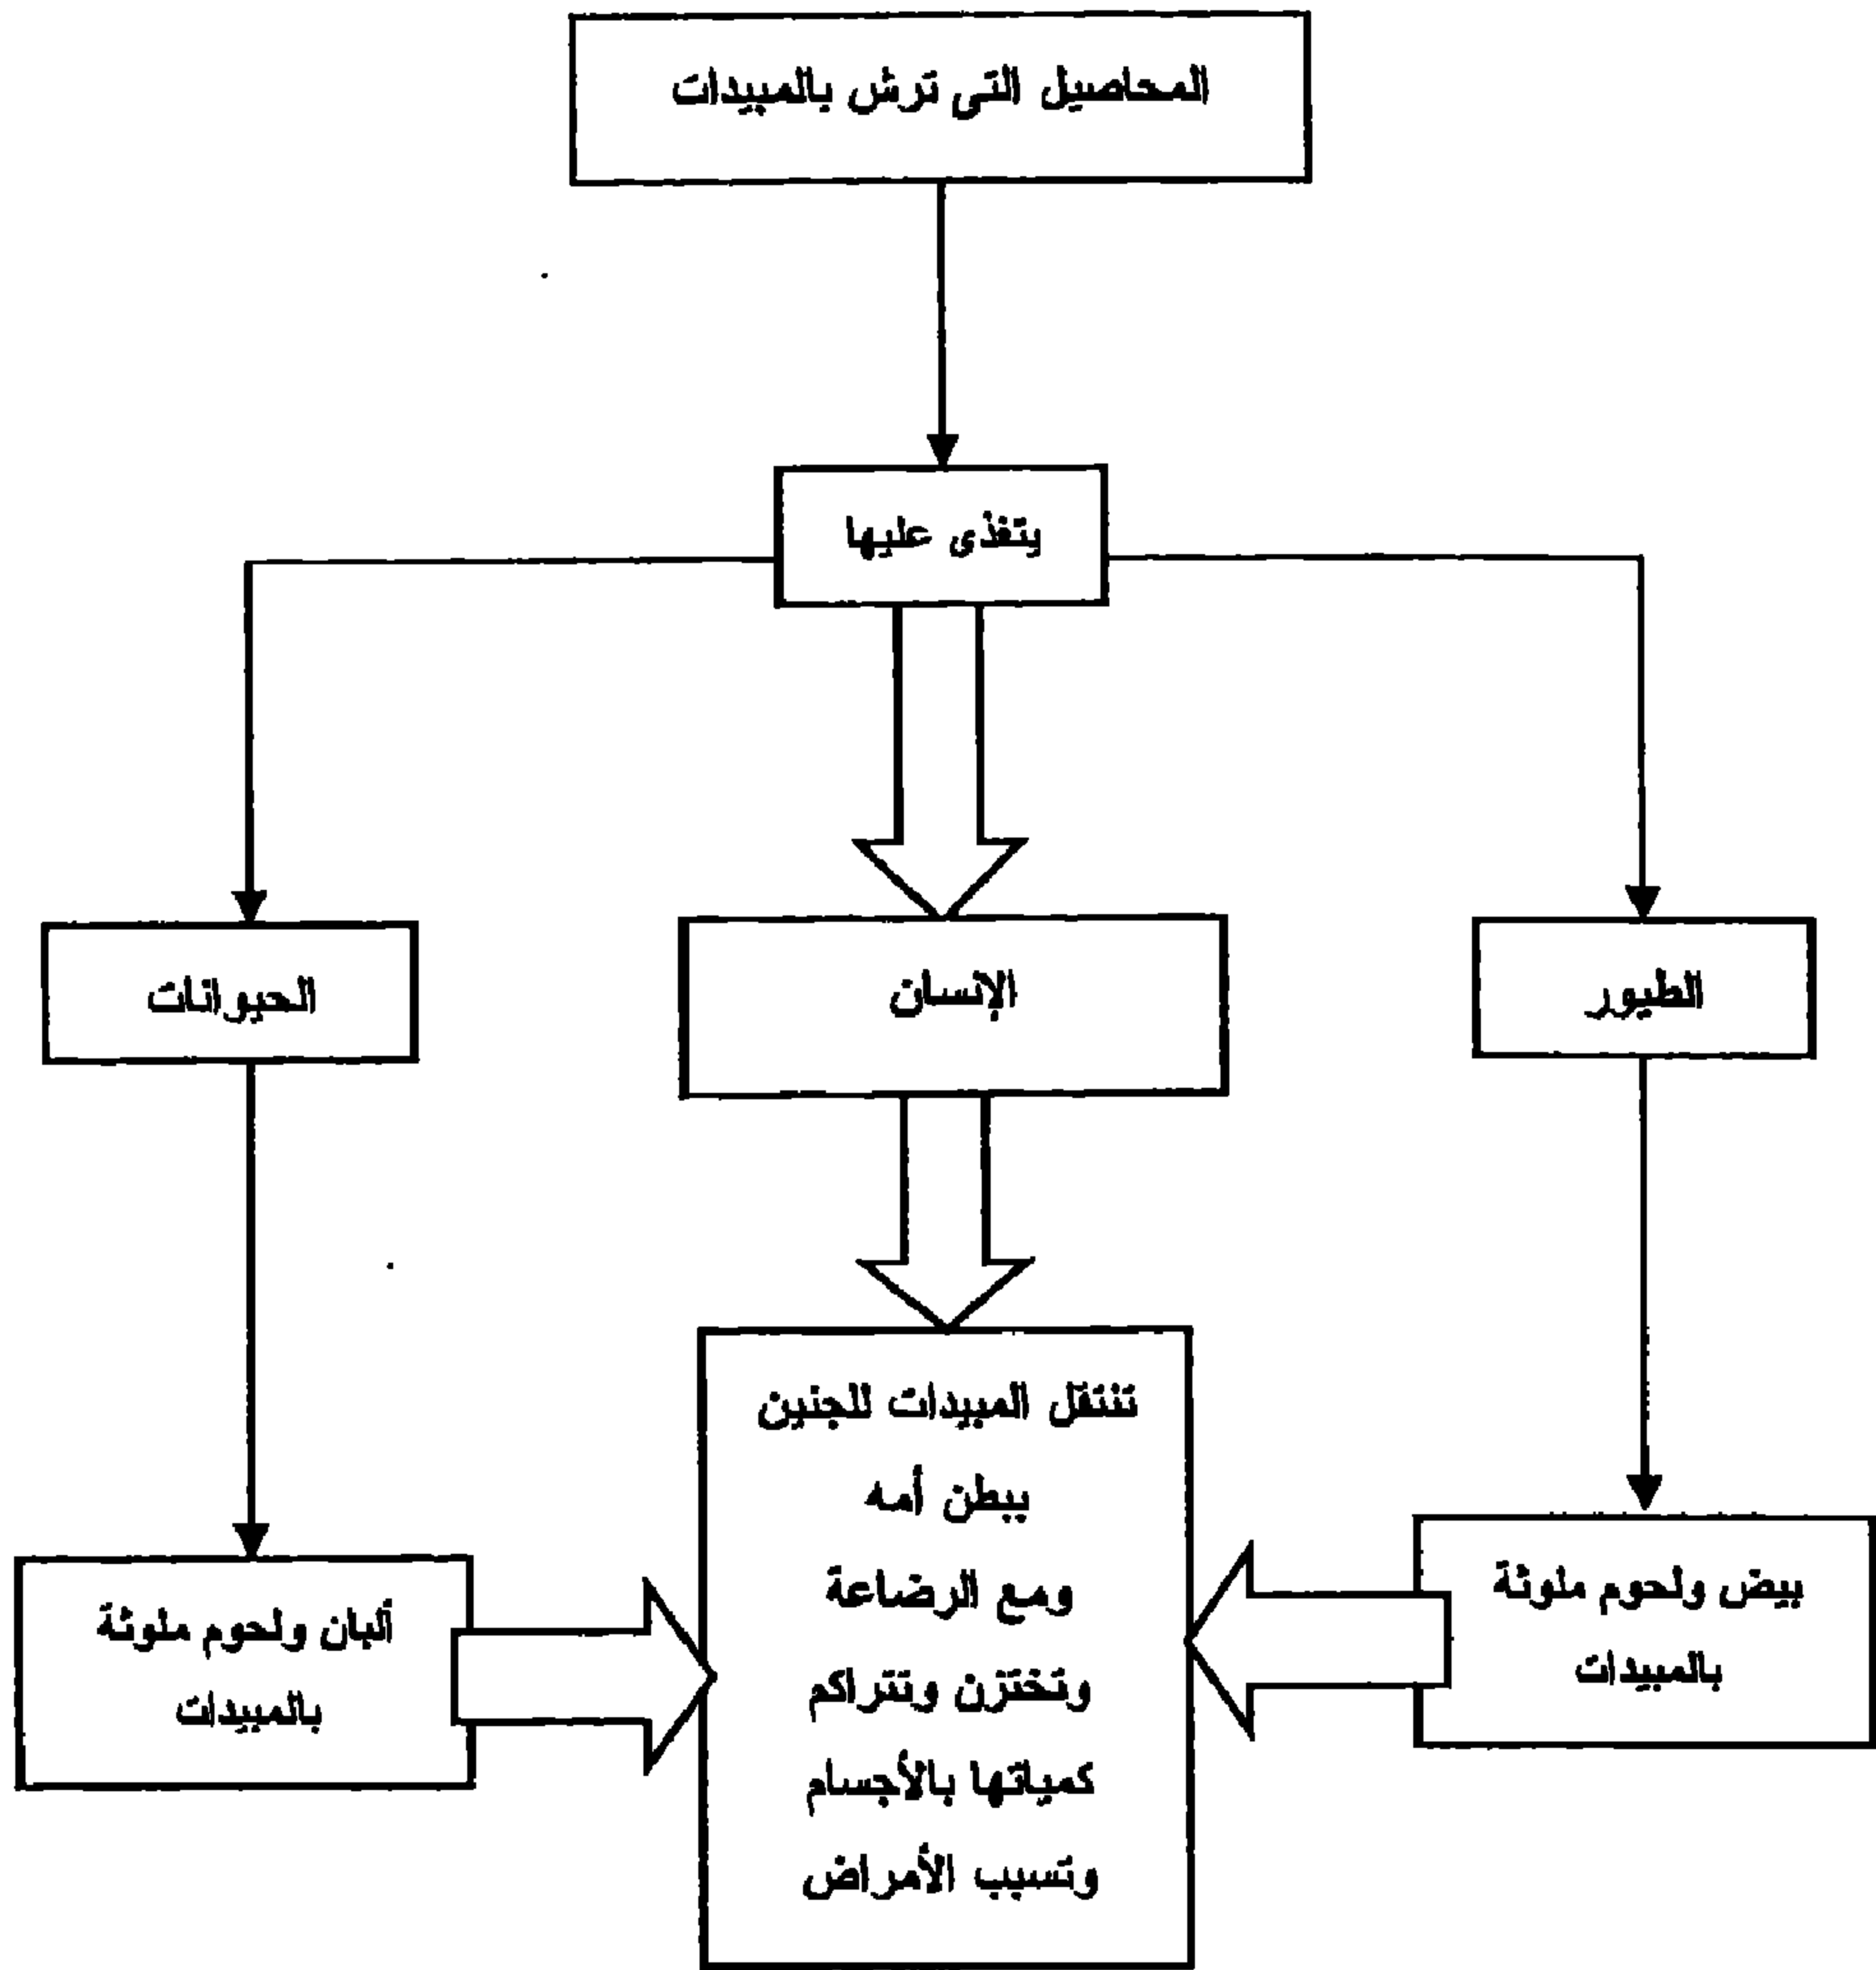 المحاصيل التي ترش بالمبيدات
يتغذى عليها
الطيور
الإنسان
الحيوانات
بيض ولحوم ملوثة
بالمبيدات
تنتقل المبيدات للجنين
ببطن أمه
ومع الرضاعة
وتختزن وتتراكم
كمياتها بالأجسام
وتسبب الأمراض
ألبان ولحوم ملوثة
بالمبيدات